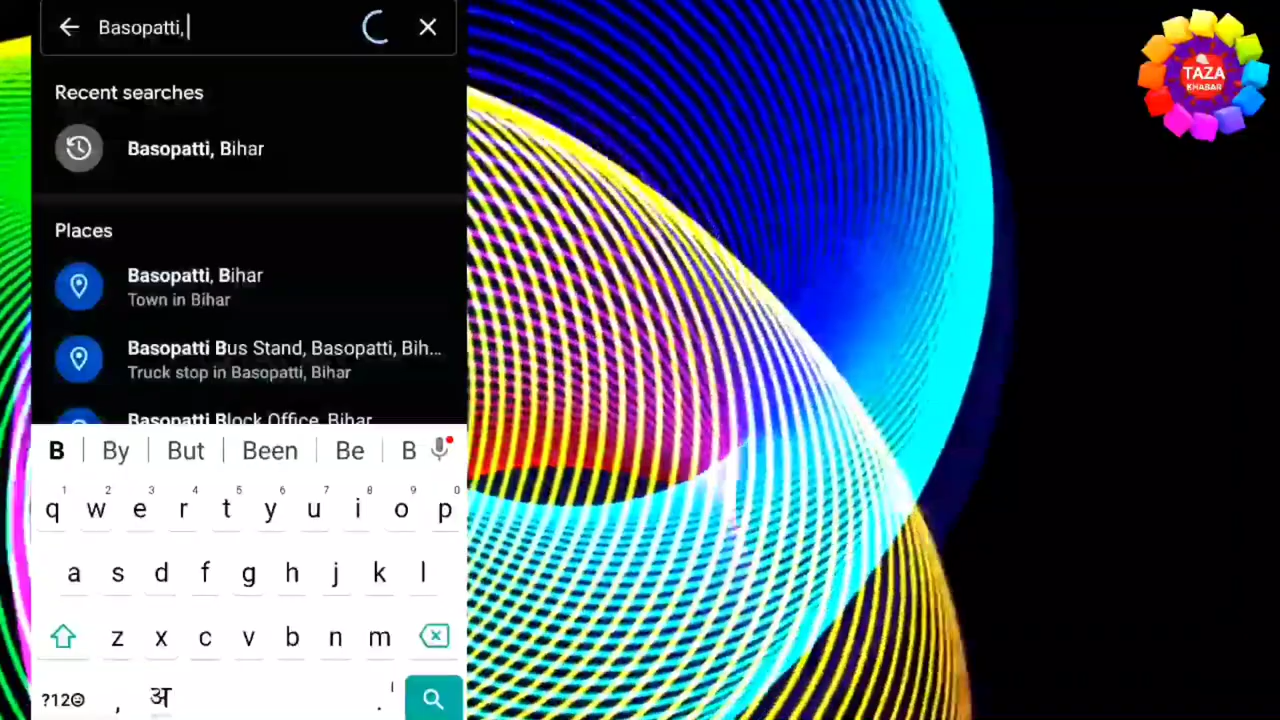 Basopatti,
Recent searches
Basopatti, Bihar
Places
Basopatti, Bihar
Town in Bihar
Basopatti Bus Stand, Basopatti, Bih...
Truck stop in Basopatti, Bihar
Basopatti Block Office, Bihar
B By But Been Be B
1 2 3 4 5 6 7 8 9 0
q w e r t y u i o p
a s d f g h j k l
z x c v b n m
?12☺ , अ . !
TAZA
KHABAR